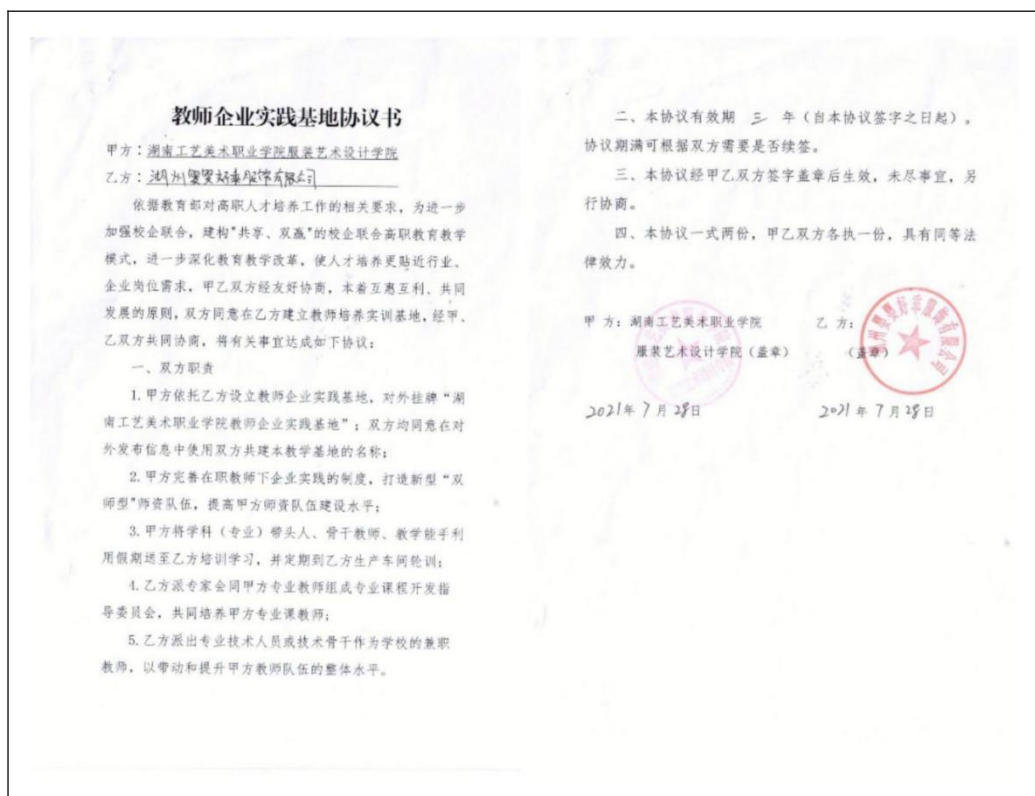 教师企业实践基地协议书
甲方：湖南工艺美术职业学院服装艺术设计学院
乙方：湖州婴婴好孕服饰有限公司
依据教育部对高职人才培养工作的相关要求，为进一步
加强校企联合，建构"共享、双赢"的校企联合高职教育教学
模式，进一步深化教育教学改革，使人才培养更贴近行业、
企业岗位需求，甲乙双方经友好协商，本着互惠互利、共同
发展的原则，双方同意在乙方建立教师培养实训基地，经甲、
乙双方共同协商，将有关事宜达成如下协议：
一、双方职责
1.甲方依托乙方设立教师企业实践基地，对外挂牌“湖
南工艺美术职业学院教师企业实践基地”；双方均同意在对
外发布信息中使用双方共建本教学基地的名称；
2.甲方完善在职教师下企业实践的制度，打造新型“双
师型"师资队伍，提高甲方师资队伍建设水平；
3.甲方将学科（专业）带头人、骨干教师、教学能手利
用假期送至乙方培训学习，并定期到乙方生产车间轮训；
4.乙方派专家会同甲方专业教师组成专业课程开发指
导委员会，共同培养甲方专业课教师；
5.乙方派出专业技术人员或技术骨干作为学校的兼职
教师，以带动和提升甲方教师队伍的整体水平。
二、本协议有效期 三 年（自本协议签字之日起）。
协议期满可根据双方需要是否续签。
三、本协议经甲乙双方签字盖章后生效，未尽事宜，另
行协商。
四、本协议一式两份，甲乙双方各执一份，具有同等法
律效力。
甲 方：湖南工艺美术职业学院
服装艺术设计学院（盖章）
2021年7月28日
乙 方：
（盖章）
2021年7月28日